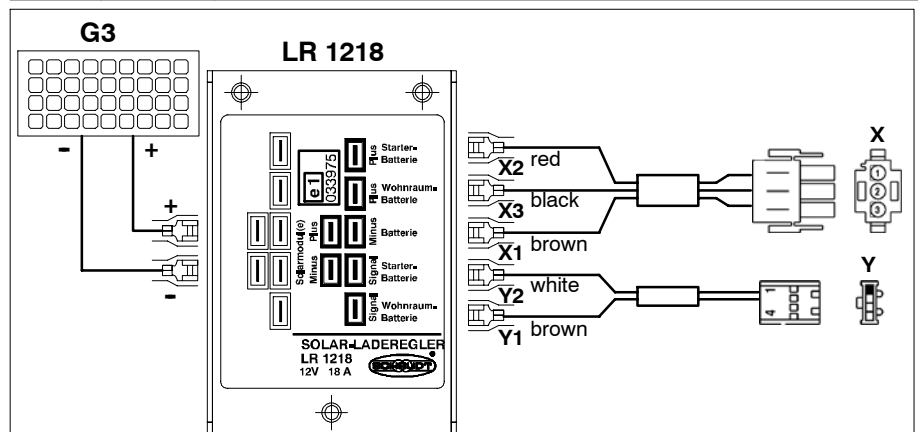 G3
LR 1218
-
+
+
-
e1
033975
Plus
Starter-
Batterie
Plus
Wohnraum-
Batterie
Solarmodul(e)
Plus
Minus
Minus
Batterie
Signal
Starter-
Batterie
Signal
Wohnraum-
Batterie
SOLAR-LADEREGLER
LR 1218
12V 18 A
SCHAUDT
X2 red
X3 black
X1 brown
Y2 white
Y1 brown
X
1
2
3
Y
1
4